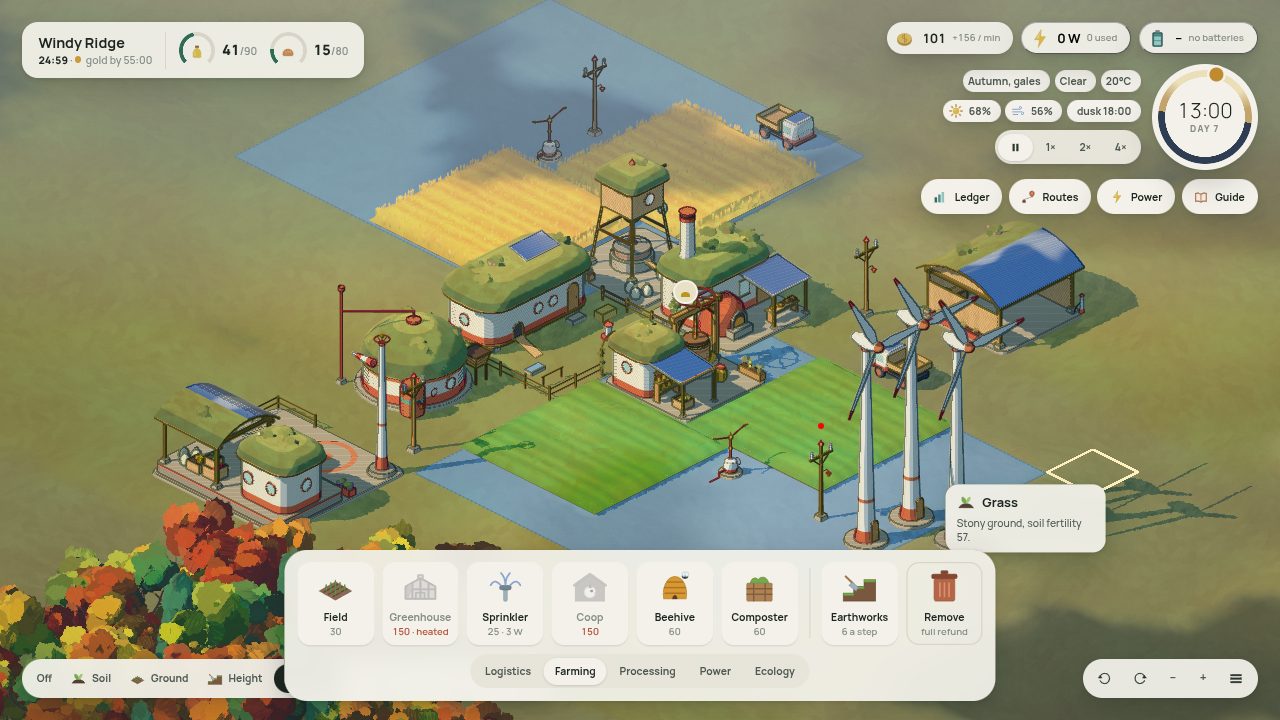 Windy Ridge
24:59 · gold by 55:00
41/90
15/80
101 +156 / min
0 W 0 used
– no batteries
Autumn, gales
Clear
20°C
68%
56%
dusk 18:00
13:00
DAY 7
1×
2×
4×
Ledger
Routes
Power
Guide
Grass
Stony ground, soil fertility
57.
Field
30
Greenhouse
150 · heated
Sprinkler
25 · 3 W
Coop
150
Beehive
60
Composter
60
Earthworks
6 a step
Remove
full refund
Logistics
Farming
Processing
Power
Ecology
Off
Soil
Ground
Height